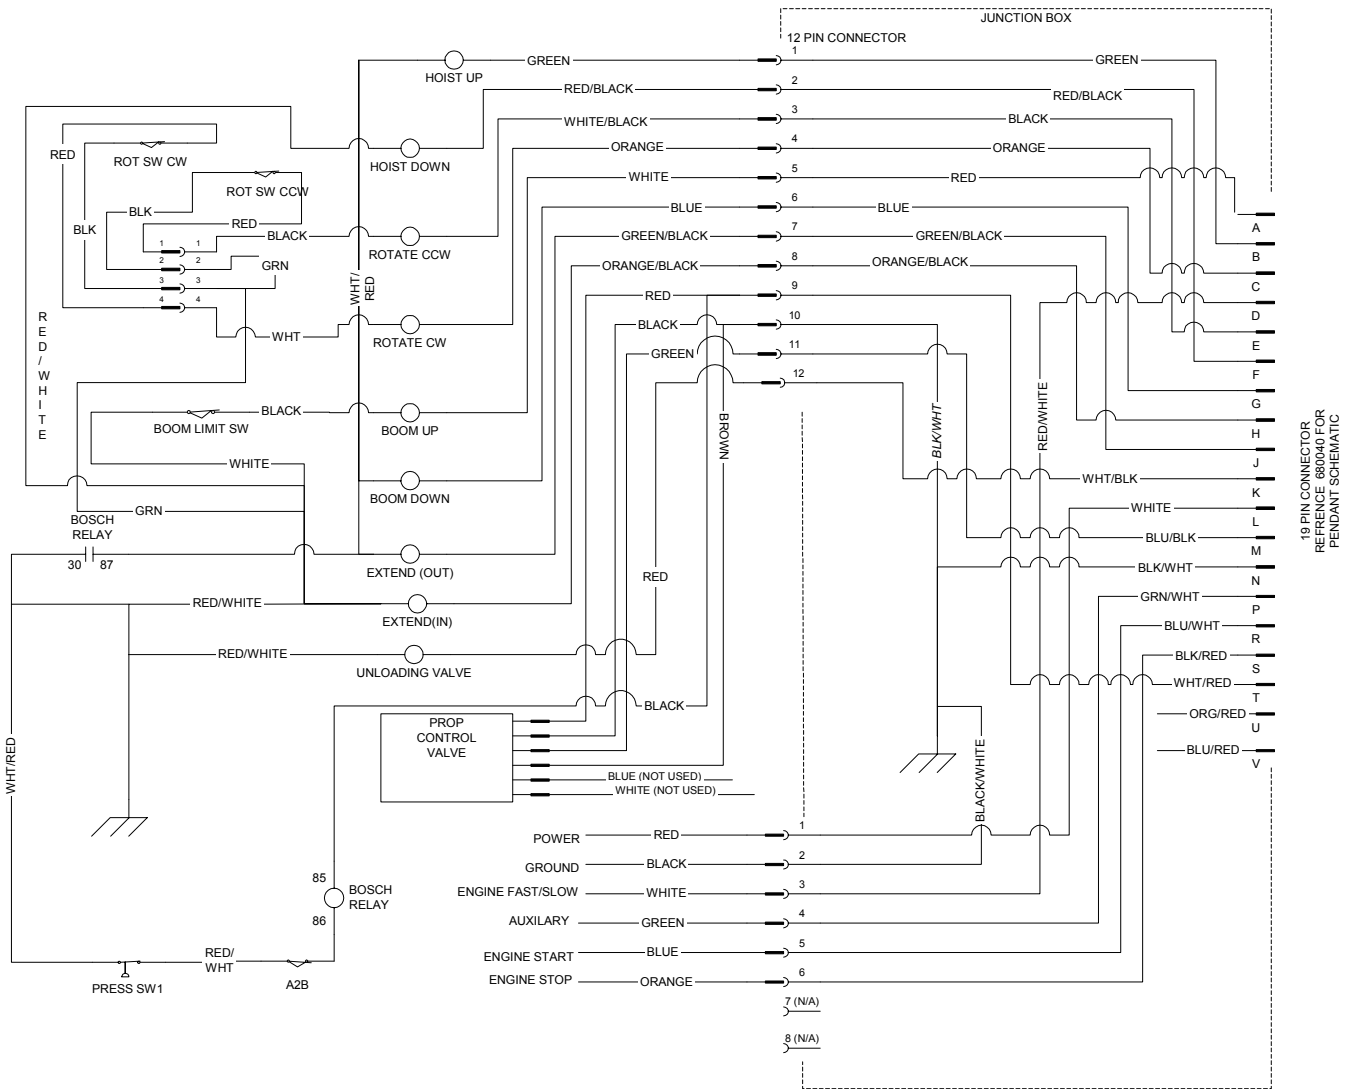 JUNCTION BOX
12 PIN CONNECTOR
1
GREEN
GREEN
HOIST UP
2
RED/BLACK
RED/BLACK
3
WHITE/BLACK
BLACK
4
ORANGE
ORANGE
RED
ROT SW CW
HOIST DOWN
5
WHITE
RED
ROT SW CCW
6
BLUE
BLUE
BLK
RED
BLK
BLACK
7
GREEN/BLACK
GREEN/BLACK
A
1 1
ROTATE CCW
B
2 2
GRN
8
ORANGE/BLACK
ORANGE/BLACK
3 3
WHT/
RED
C
4 4
RED
9
D
RED/WHITE
WHT
ROTATE CW
BLACK
10
E
GREEN
11
F
12
G
BLACK
BOOM LIMIT SW
BOOM UP
BROWN
BLK/WHT
RED/WHITE
H
WHITE
J
BOOM DOWN
WHT/BLK
K
GRN
WHITE
L
19 PIN CONNECTOR
REFRENCE 680040 FOR
PENDANT SCHEMATIC
BOSCH
RELAY
30 87
BLU/BLK
M
EXTEND (OUT)
BLK/WHT
N
RED
GRN/WHT
P
RED/WHITE
EXTEND(IN)
BLU/WHT
R
RED/WHITE
UNLOADING VALVE
BLK/RED
S
WHT/RED
T
BLACK
ORG/RED
U
PROP
CONTROL
VALVE
BLU/RED
V
WHT/RED
BLUE (NOT USED)
WHITE (NOT USED)
BLACK/WHITE
POWER
RED
1
GROUND
BLACK
2
85
86
BOSCH
RELAY
ENGINE FAST/SLOW
WHITE
3
AUXILARY
GREEN
4
RED/
WHT
PRESS SW1
A2B
ENGINE START
BLUE
5
ENGINE STOP
ORANGE
6
7 (N/A)
8 (N/A)